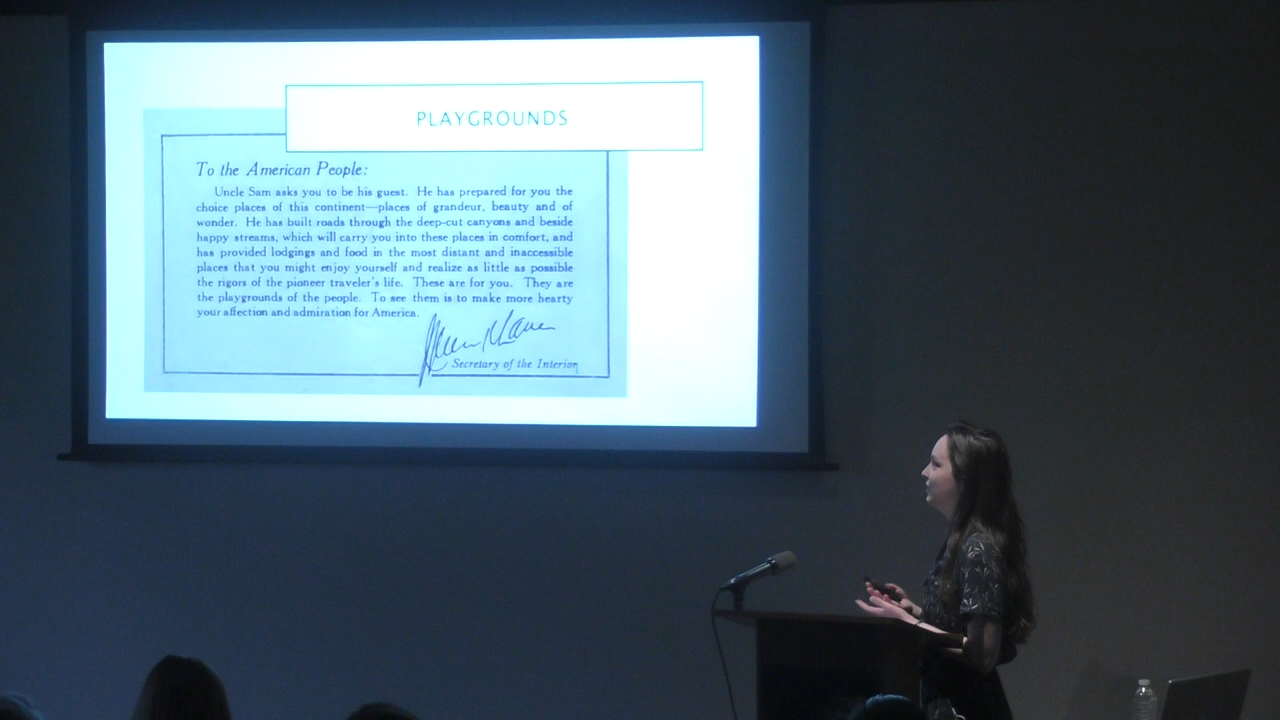 PLAYGROUNDS
To the American People:
Uncle Sam asks you to be his guest. He has prepared for you the
choice places of this continent—places of grandeur, beauty and of
wonder. He has built roads through the deep-cut canyons and beside
happy streams, which will carry you into these places in comfort, and
has provided lodgings and food in the most distant and inaccessible
places that you might enjoy yourself and realize as little as possible
the rigors of the pioneer traveler's life. These are for you. They are
the playgrounds of the people. To see them is to make more hearty
your affection and admiration for America.
Secretary of the Interior